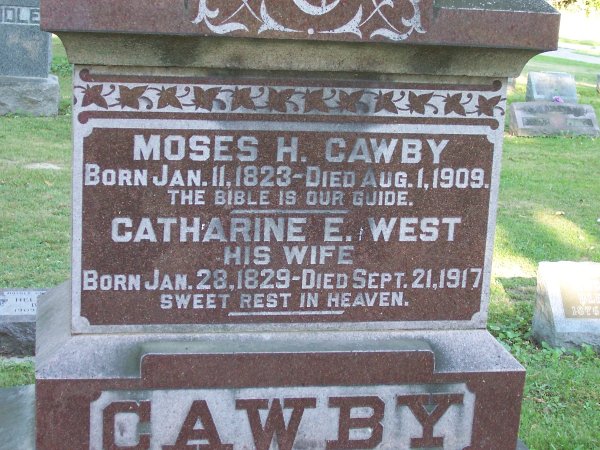 MOSES H. CAWBY
BORN JAN. 11, 1823 - DIED AUG. 1, 1909.
THE BIBLE IS OUR GUIDE.
CATHARINE E. WEST
HIS WIFE
BORN JAN. 28, 1829 - DIED SEPT. 21, 1917
SWEET REST IN HEAVEN.
CAWBY